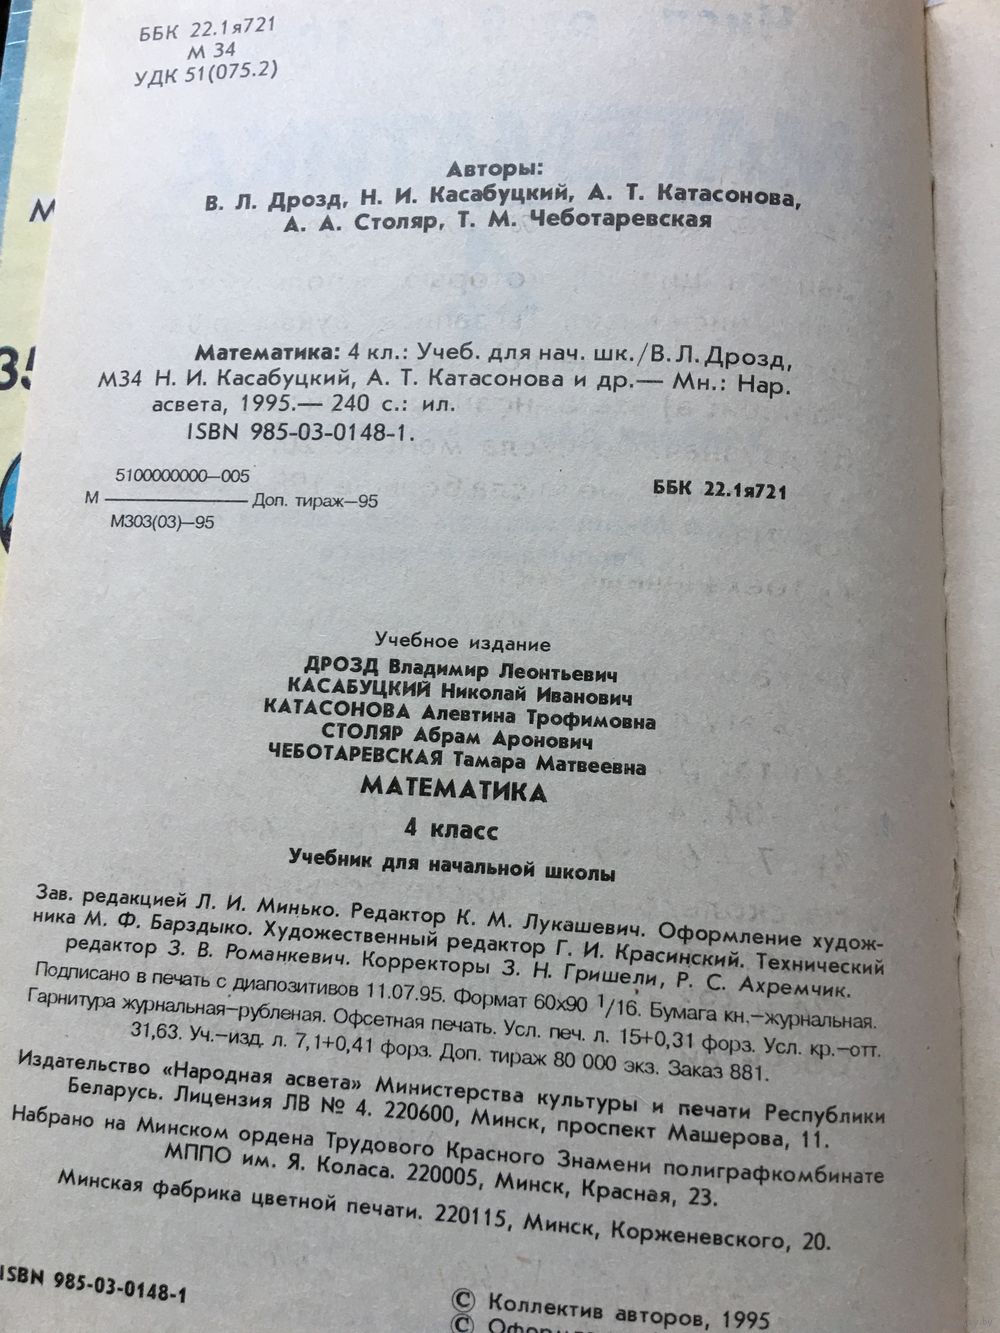 ББК 22.1я721
М 34
УДК 51(075.2)
Авторы:
В. Л. Дрозд, Н. И. Касабуцкий, А. Т. Катасонова,
А. А. Столяр, Т. М. Чеботаревская
Математика: 4 кл.: Учеб. для нач. шк./В. Л. Дрозд,
М34 Н. И. Касабуцкий, А. Т. Катасонова и др.— Мн.: Нар.
асвета, 1995.— 240 с.: ил.
ISBN 985-03-0148-1.
5100000000—005
М ——— Доп. тираж—95
М303(03)—95
ББК 22.1я721
Учебное издание
ДРОЗД Владимир Леонтьевич
КАСАБУЦКИЙ Николай Иванович
КАТАСОНОВА Алевтина Трофимовна
СТОЛЯР Абрам Аронович
ЧЕБОТАРЕВСКАЯ Тамара Матвеевна
МАТЕМАТИКА
4 класс
Учебник для начальной школы
Зав. редакцией Л. И. Минько. Редактор К. М. Лукашевич. Оформление худож-
ника М. Ф. Барздыко. Художественный редактор Г. И. Красинский. Технический
редактор З. В. Романкевич. Корректоры З. Н. Гришели, Р. С. Ахремчик.
Подписано в печать с диапозитивов 11.07.95. Формат 60х90 1/16. Бумага кн.—журнальная.
Гарнитура журнальная—рубленая. Офсетная печать. Усл. печ. л. 15+0,31 форз. Усл. кр.—отт.
31,63. Уч.—изд. л. 7,1+0,41 форз. Доп. тираж 80 000 экз. Заказ 881.
Издательство «Народная асвета» Министерства культуры и печати Республики
Беларусь. Лицензия ЛВ № 4. 220600, Минск, проспект Машерова, 11.
Набрано на Минском ордена Трудового Красного Знамени полиграфкомбинате
МППО им. Я. Коласа. 220005, Минск, Красная, 23.
Минская фабрика цветной печати. 220115, Минск, Корженевского, 20.
ISBN 985-03-0148-1
© Коллектив авторов, 1995
©